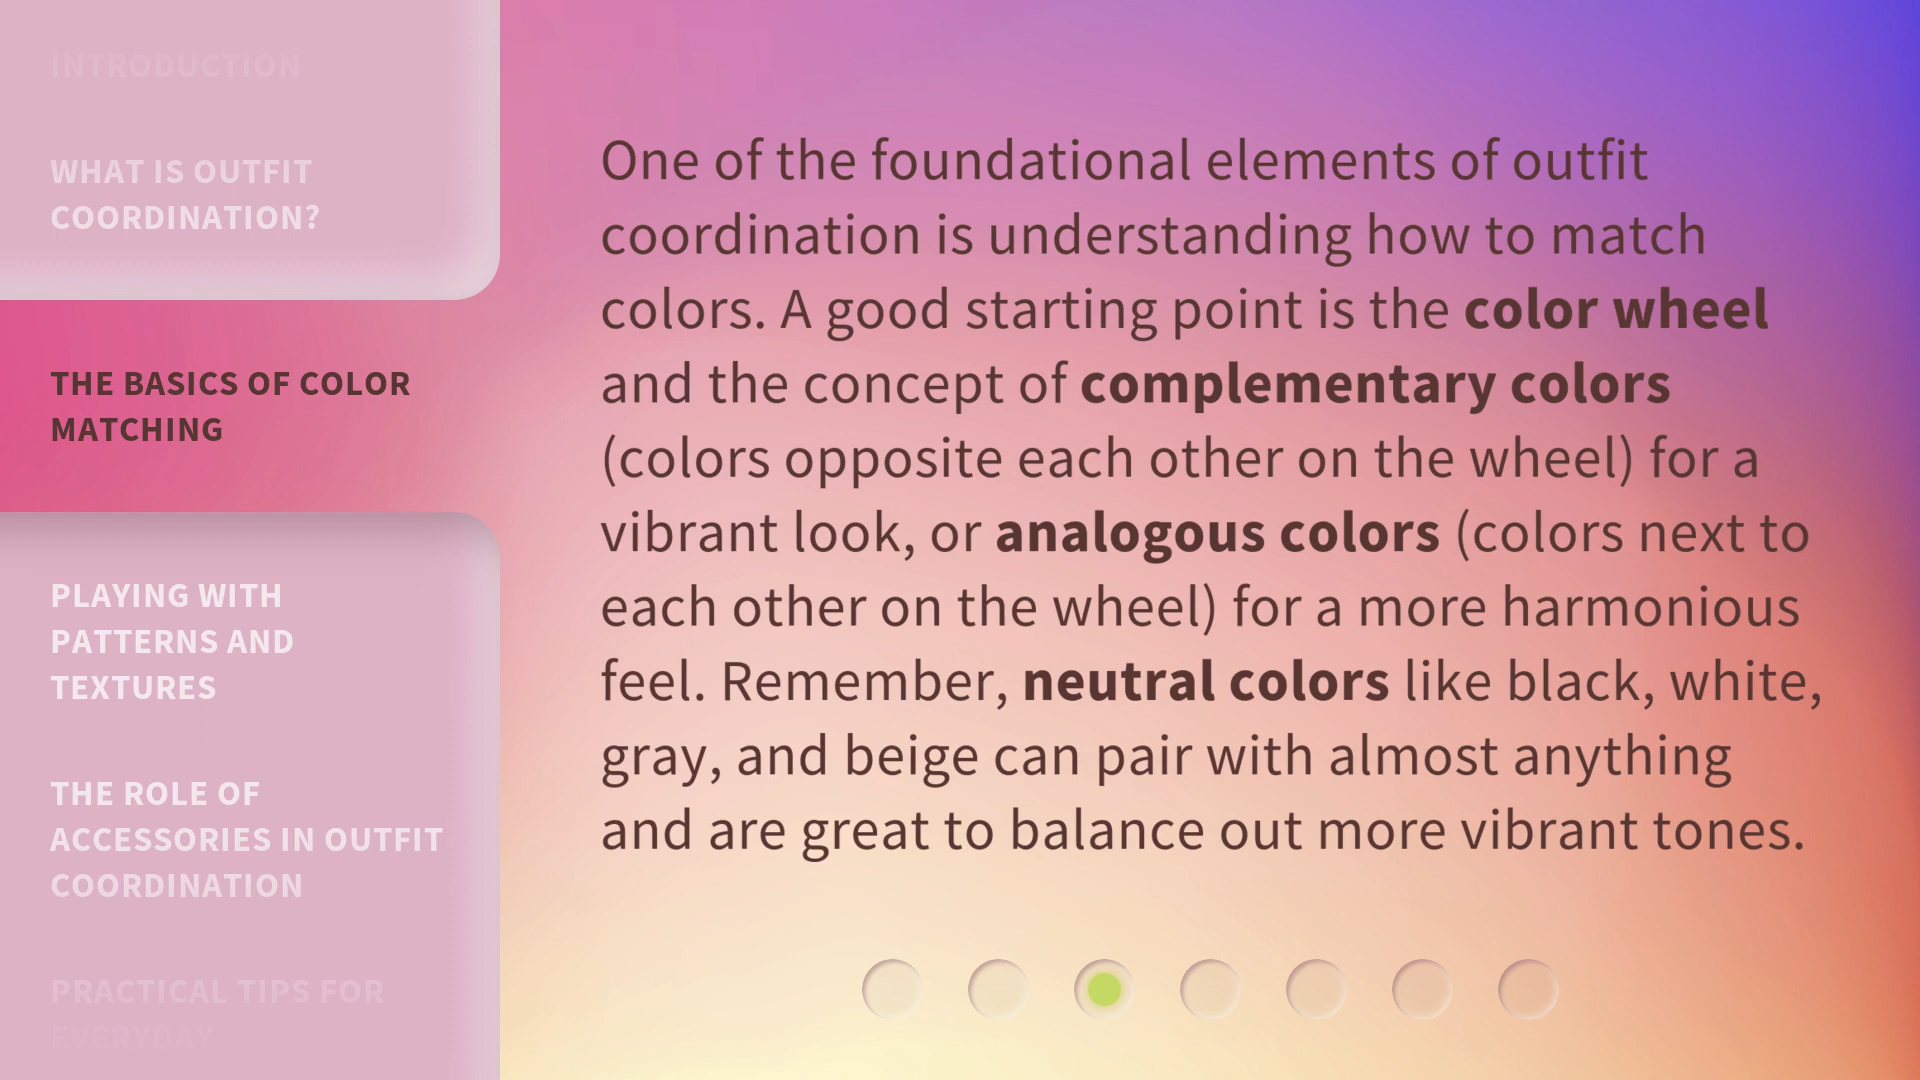 INTRODUCTION
WHAT IS OUTFIT
COORDINATION?
THE BASICS OF COLOR
MATCHING
PLAYING WITH
PATTERNS AND
TEXTURES
THE ROLE OF
ACCESSORIES IN OUTFIT
COORDINATION
PRACTICAL TIPS FOR
EVERYDAY
One of the foundational elements of outfit
coordination is understanding how to match
colors. A good starting point is the color wheel
and the concept of complementary colors
(colors opposite each other on the wheel) for a
vibrant look, or analogous colors (colors next to
each other on the wheel) for a more harmonious
feel. Remember, neutral colors like black, white,
gray, and beige can pair with almost anything
and are great to balance out more vibrant tones.